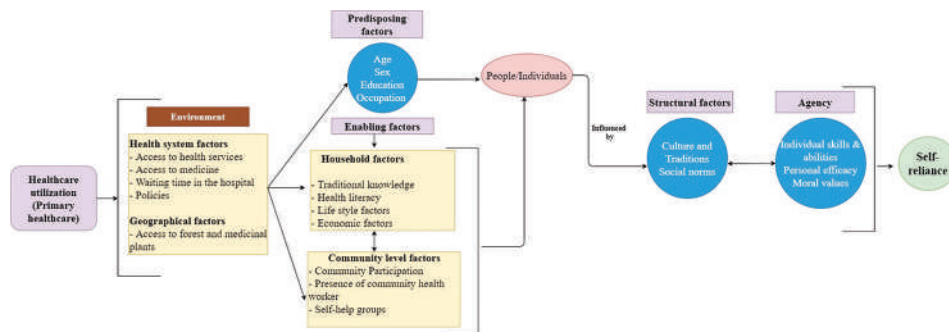 Healthcare
utilization
(Primary
healthcare)
Environment
Health system factors
- Access to health services
- Access to medicine
- Waiting time in the hospital
- Policies
Geographical factors
- Access to forest and medicinal
plants
Predisposing
factors
Age
Sex
Education
Occupation
Enabling factors
Household factors
- Traditional knowledge
- Health literacy
- Life style factors
- Economic factors
Community level factors
- Community Participation
- Presence of community health
worker
- Self-help groups
People/Individuals
Influenced
by
Structural factors
Culture and
Traditions
Social norms
Agency
Individual skills &
abilities
Personal efficacy
Moral values
Self-
reliance